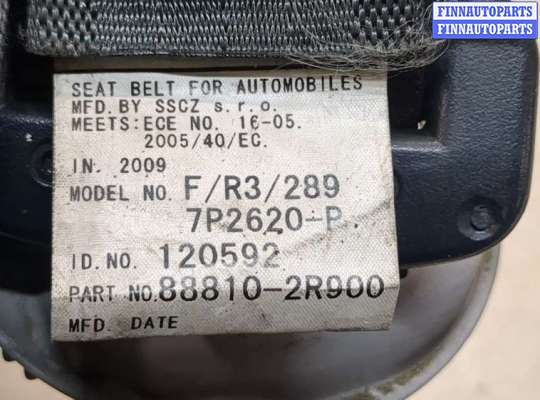 FINNAUTOPARTS
FINNAUTOPARTS
FINNAUTOPARTS
SEAT BELT FOR AUTOMOBILES
MFD. BY SSCZ s.r.o.
MEETS:ECE NO. 16-05.
2005/40/EC.
IN. 2009
MODEL NO. F/R3/289
7P2620-P
ID.NO. 120592
PART NO.88810-2R900
MFD. DATE